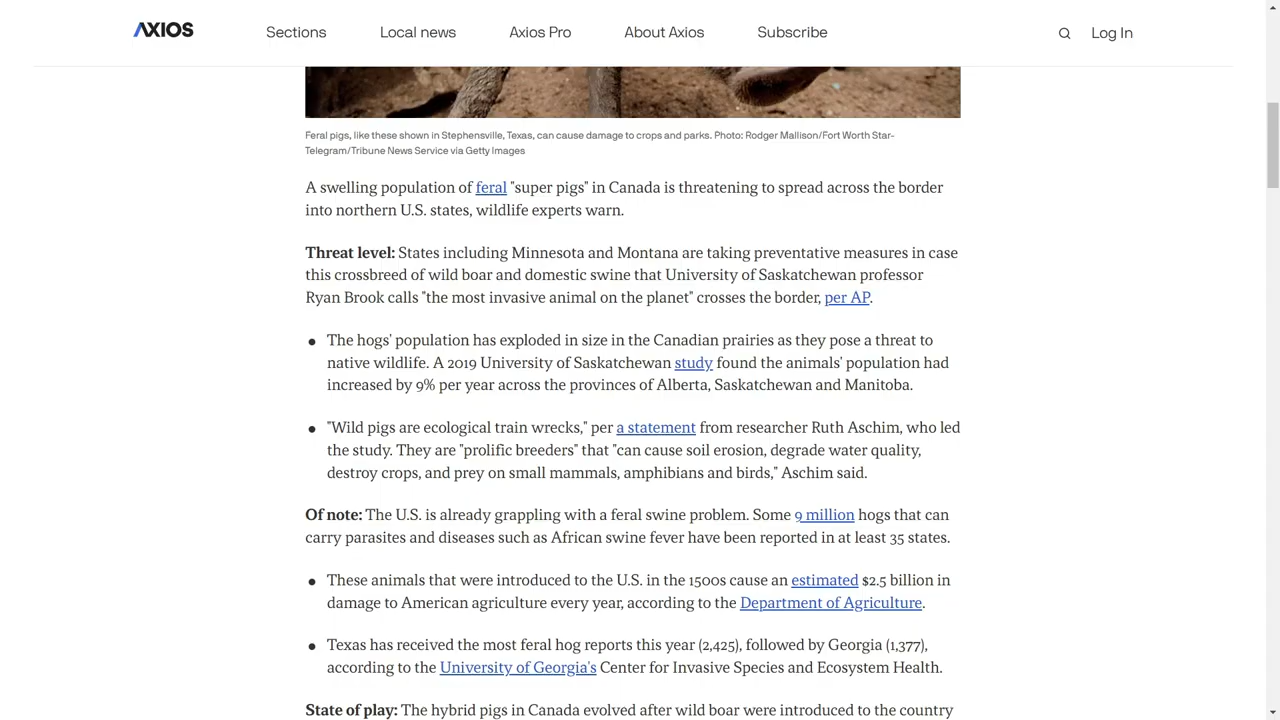 AXIOS
Sections
Local news
Axios Pro
About Axios
Subscribe
Log In
Feral pigs, like these shown in Stephensville, Texas, can cause damage to crops and parks. Photo: Rodger Mallison/Fort Worth Star-
Telegram/Tribune News Service via Getty Images
A swelling population of feral "super pigs" in Canada is threatening to spread across the border
into northern U.S. states, wildlife experts warn.
Threat level: States including Minnesota and Montana are taking preventative measures in case
this crossbreed of wild boar and domestic swine that University of Saskatchewan professor
Ryan Brook calls "the most invasive animal on the planet" crosses the border, per AP.
• The hogs' population has exploded in size in the Canadian prairies as they pose a threat to
native wildlife. A 2019 University of Saskatchewan study found the animals' population had
increased by 9% per year across the provinces of Alberta, Saskatchewan and Manitoba.
• "Wild pigs are ecological train wrecks," per a statement from researcher Ruth Aschim, who led
the study. They are "prolific breeders" that "can cause soil erosion, degrade water quality,
destroy crops, and prey on small mammals, amphibians and birds," Aschim said.
Of note: The U.S. is already grappling with a feral swine problem. Some 9 million hogs that can
carry parasites and diseases such as African swine fever have been reported in at least 35 states.
• These animals that were introduced to the U.S. in the 1500s cause an estimated $2.5 billion in
damage to American agriculture every year, according to the Department of Agriculture.
• Texas has received the most feral hog reports this year (2,425), followed by Georgia (1,377),
according to the University of Georgia's Center for Invasive Species and Ecosystem Health.
State of play: The hybrid pigs in Canada evolved after wild boar were introduced to the country